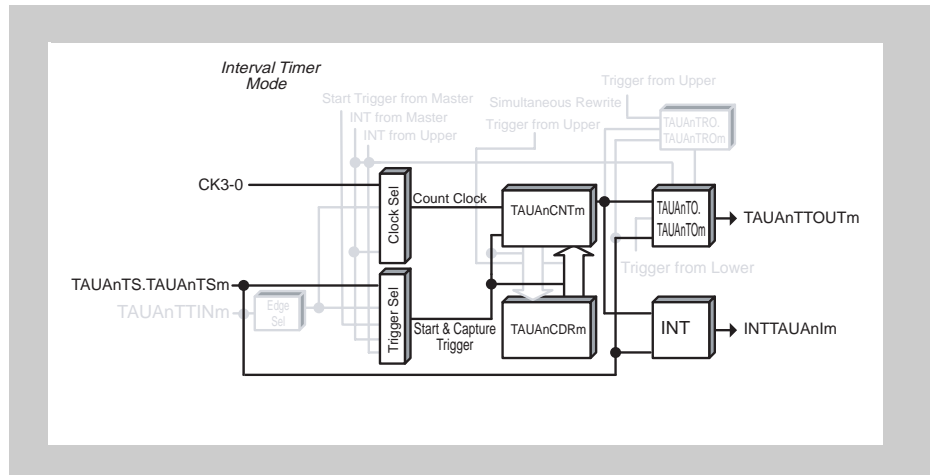 Interval Timer
Mode
Trigger from Upper
Start Trigger from Master
Simultaneous Rewrite
INT from Master
Trigger from Upper
INT from Upper
TAUAnTRO.
TAUAnTROm
CK3-0
Clock Sel
Count Clock
TAUAnCNTm
TAUAnTO.
TAUAnTOm
TAUAnTTOUTm
Trigger from Lower
TAUAnTS.TAUAnTSm
TAUAnTTINm
Edge
Sel
Trigger Sel
Start & Capture
Trigger
TAUAnCDRm
INT
INTTAUAnIm